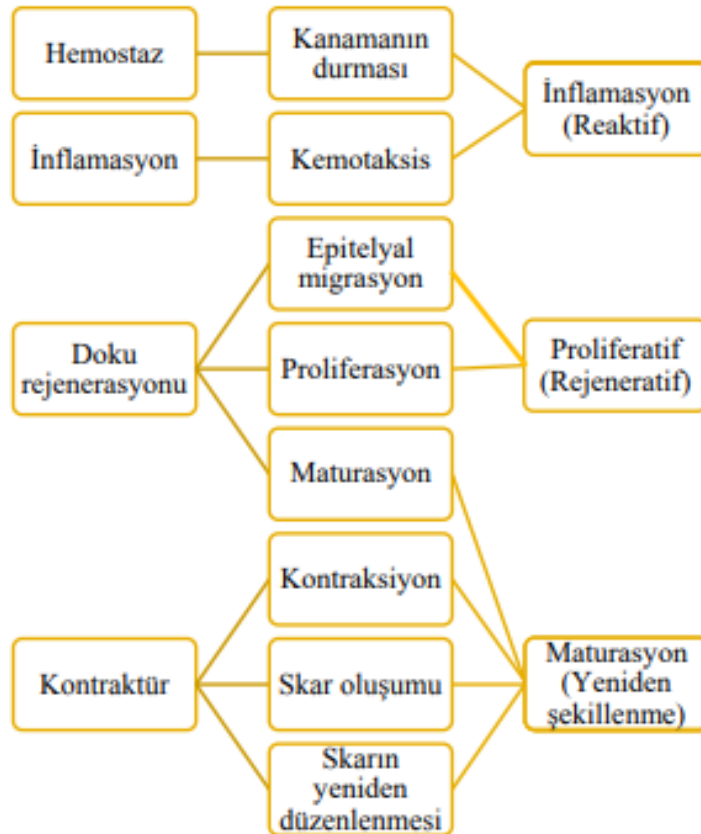 Hemostaz
Kanamanın
durması
İnflamasyon
(Reaktif)
İnflamasyon
Kemotaksis
Epitelyal
migrasyon
Doku
rejenerasyonu
Proliferasyon
Proliferatif
(Rejeneratif)
Maturasyon
Kontraksiyon
Kontraktür
Skar oluşumu
Maturasyon
(Yeniden
şekillenme)
Skarın
yeniden
düzenlenmesi